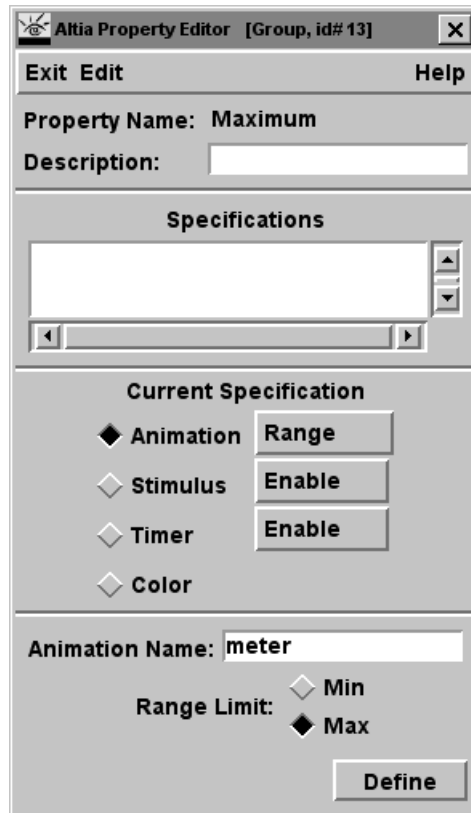 Altia Property Editor [Group, id# 13]
Exit Edit Help
Property Name: Maximum
Description:
Specifications
Current Specification
Animation Range
Stimulus Enable
Timer Enable
Color
Animation Name: meter
Range Limit: Min
Max
Define